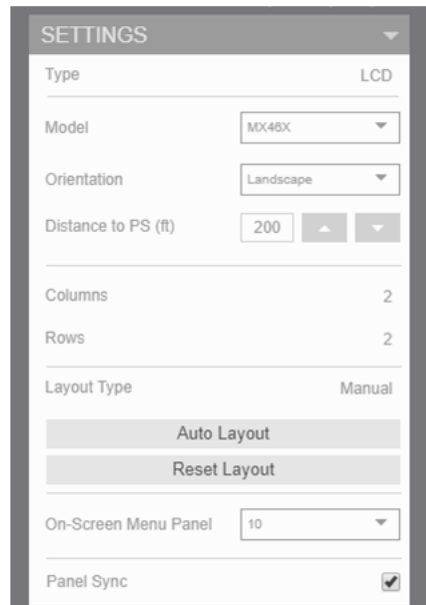 SETTINGS
Type LCD
Model MX46X
Orientation Landscape
Distance to PS (ft) 200
Columns 2
Rows 2
Layout Type Manual
Auto Layout
Reset Layout
On-Screen Menu Panel 10
Panel Sync